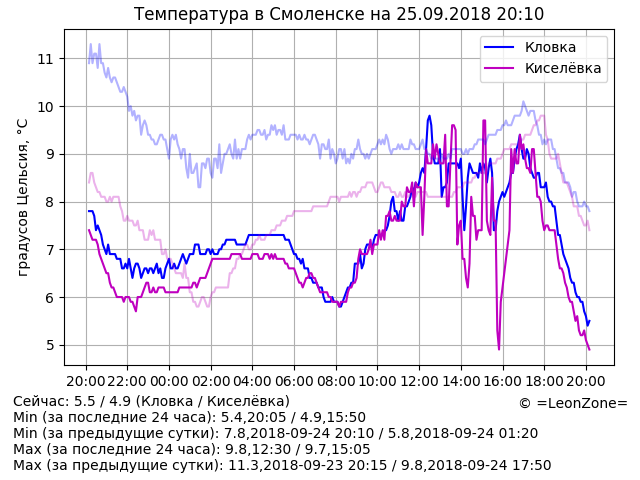 Температура в Смоленске на 25.09.2018 20:10
Кловка
Киселёвка
градусов Цельсия, °C
11
10
9
8
7
6
5
20:00 22:00 00:00 02:00 04:00 06:00 08:00 10:00 12:00 14:00 16:00 18:00 20:00
Сейчас: 5.5 / 4.9 (Кловка / Киселёвка)
© =LeonZone=
Min (за последние 24 часа): 5.4,20:05 / 4.9,15:50
Min (за предыдущие сутки): 7.8,2018-09-24 20:10 / 5.8,2018-09-24 01:20
Max (за последние 24 часа): 9.8,12:30 / 9.7,15:05
Max (за предыдущие сутки): 11.3,2018-09-23 20:15 / 9.8,2018-09-24 17:50